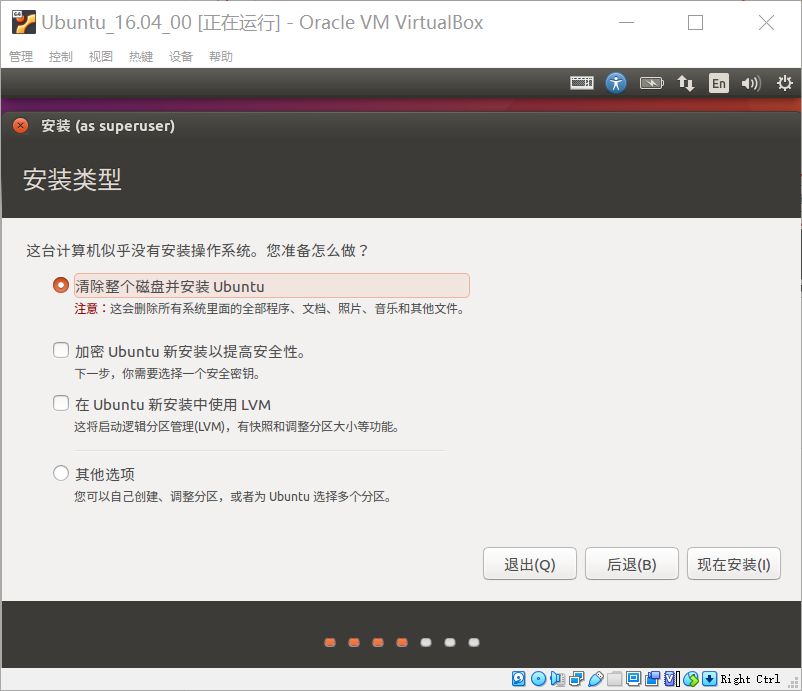 Ubuntu_16.04_00 [正在运行] - Oracle VM VirtualBox
管理 控制 视图 热键 设备 帮助
En
安装 (as superuser)
安装类型
这台计算机似乎没有安装操作系统。您准备怎么做？
清除整个磁盘并安装 Ubuntu
注意：这会删除所有系统里面的全部程序、文档、照片、音乐和其他文件。
加密 Ubuntu 新安装以提高安全性。
下一步，你需要选择一个安全密钥。
在 Ubuntu 新安装中使用 LVM
这将启动逻辑分区管理(LVM)，有快照和调整分区大小等功能。
其他选项
您可以自己创建、调整分区，或者为 Ubuntu 选择多个分区。
退出(Q) 后退(B) 现在安装(I)
Right Ctrl